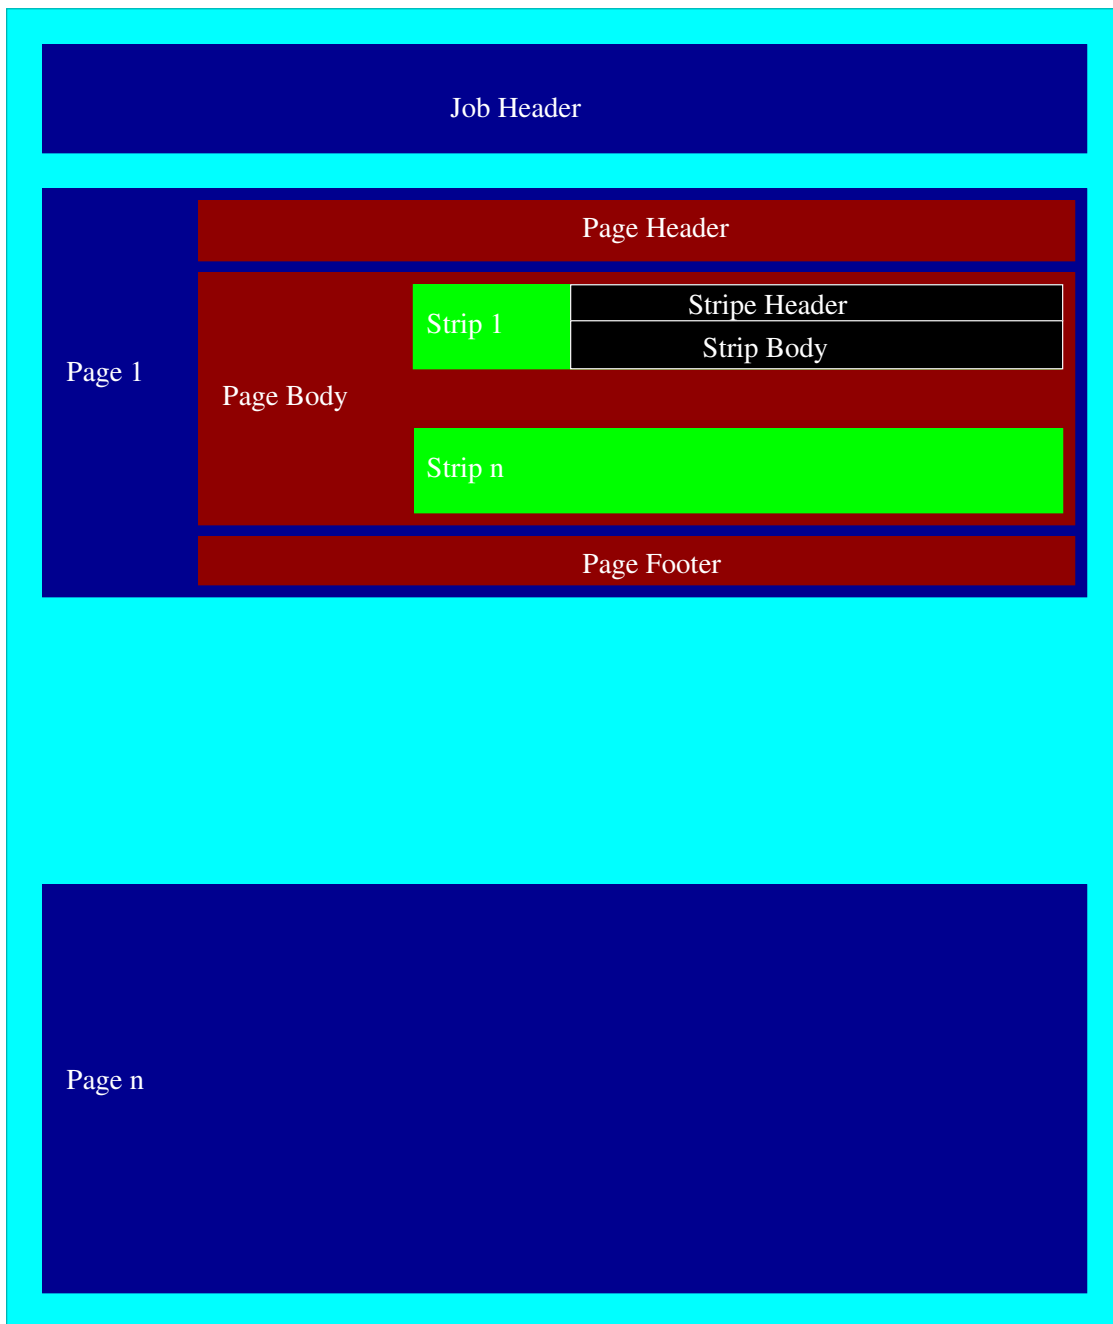 Job Header
Page Header
Stripe Header
Strip 1
Strip Body
Page 1
Page Body
Strip n
Page Footer
Page n